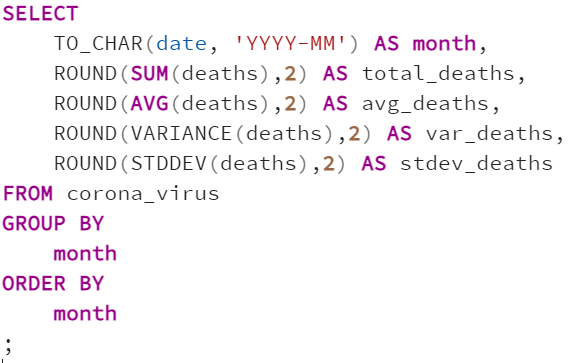 SELECT
    TO_CHAR(date, 'YYYY-MM') AS month,
    ROUND(SUM(deaths),2) AS total_deaths,
    ROUND(AVG(deaths),2) AS avg_deaths,
    ROUND(VARIANCE(deaths),2) AS var_deaths,
    ROUND(STDDEV(deaths),2) AS stdev_deaths
FROM corona_virus
GROUP BY
    month
ORDER BY
    month
;